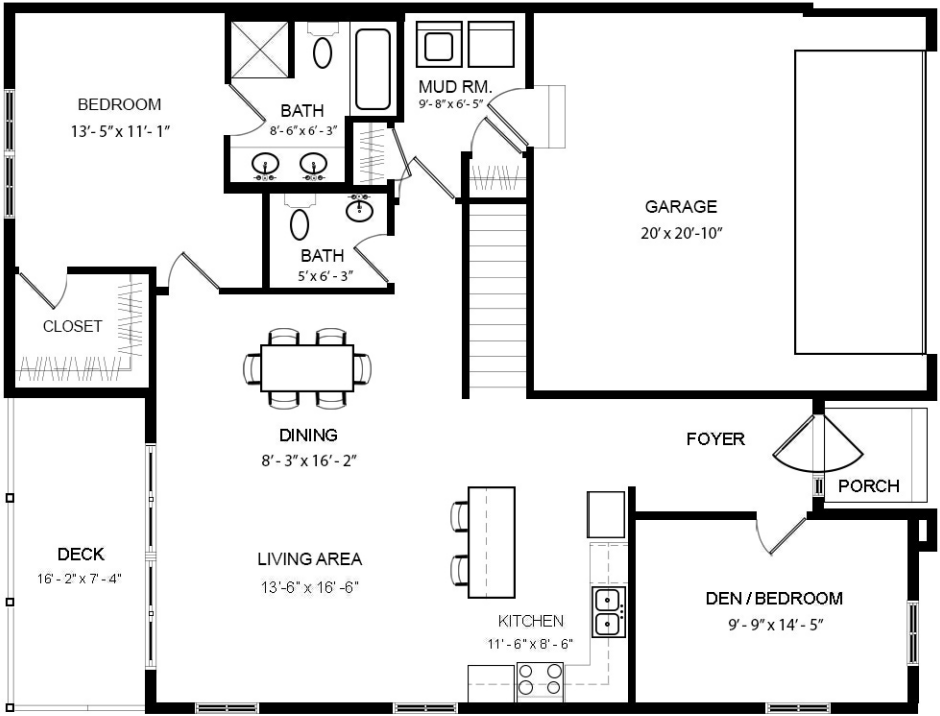 BEDROOM
13'- 5" x 11'- 1"
BATH
8'- 6" x 6'- 3"
MUD RM.
9'- 8" x 6'- 5"
GARAGE
20' x 20'-10"
BATH
5' x 6' - 3"
CLOSET
DINING
8' - 3" x 16' - 2"
FOYER
PORCH
DECK
16' - 2" x 7' - 4"
LIVING AREA
13'-6" x 16' -6"
KITCHEN
11' - 6" x 8' - 6"
DEN / BEDROOM
9' - 9" x 14' - 5"